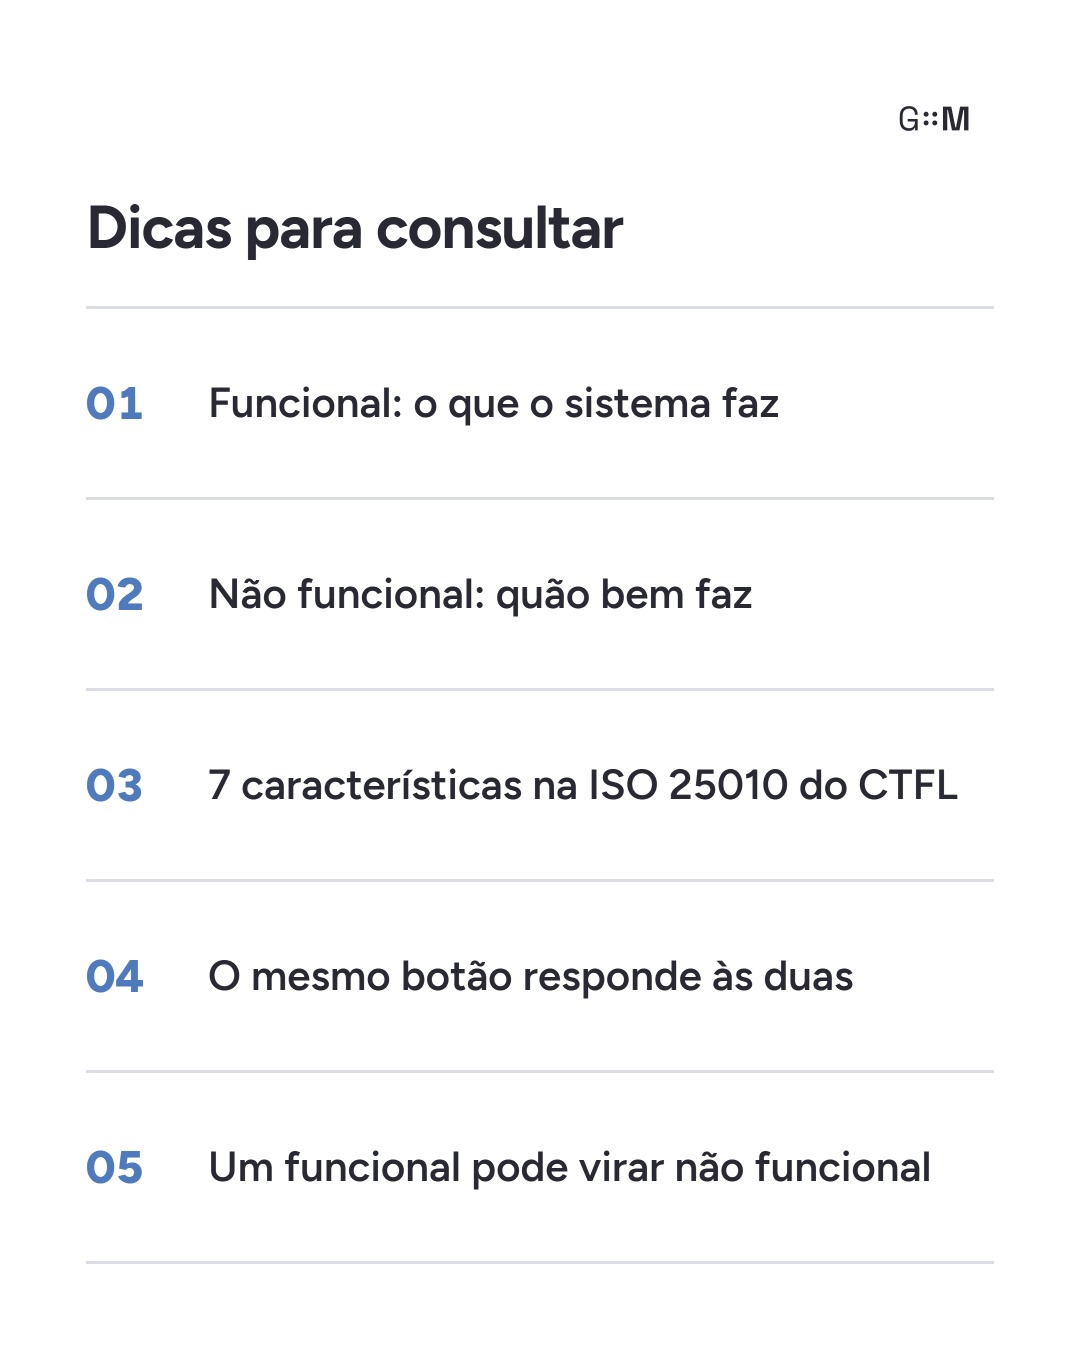 G::M
Dicas para consultar
01 Funcional: o que o sistema faz
02 Não funcional: quão bem faz
03 7 características na ISO 25010 do CTFL
04 O mesmo botão responde às duas
05 Um funcional pode virar não funcional